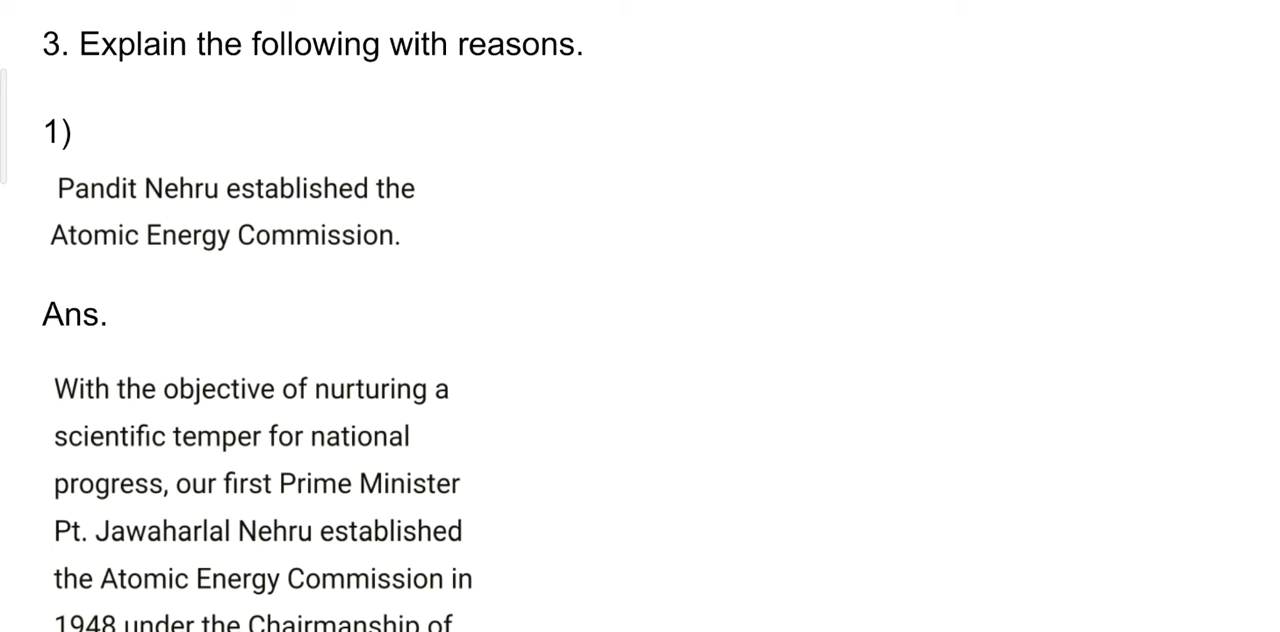 3. Explain the following with reasons.
1)
Pandit Nehru established the
Atomic Energy Commission.
Ans.
With the objective of nurturing a
scientific temper for national
progress, our first Prime Minister
Pt. Jawaharlal Nehru established
the Atomic Energy Commission in
1948 under the Chairmanship of